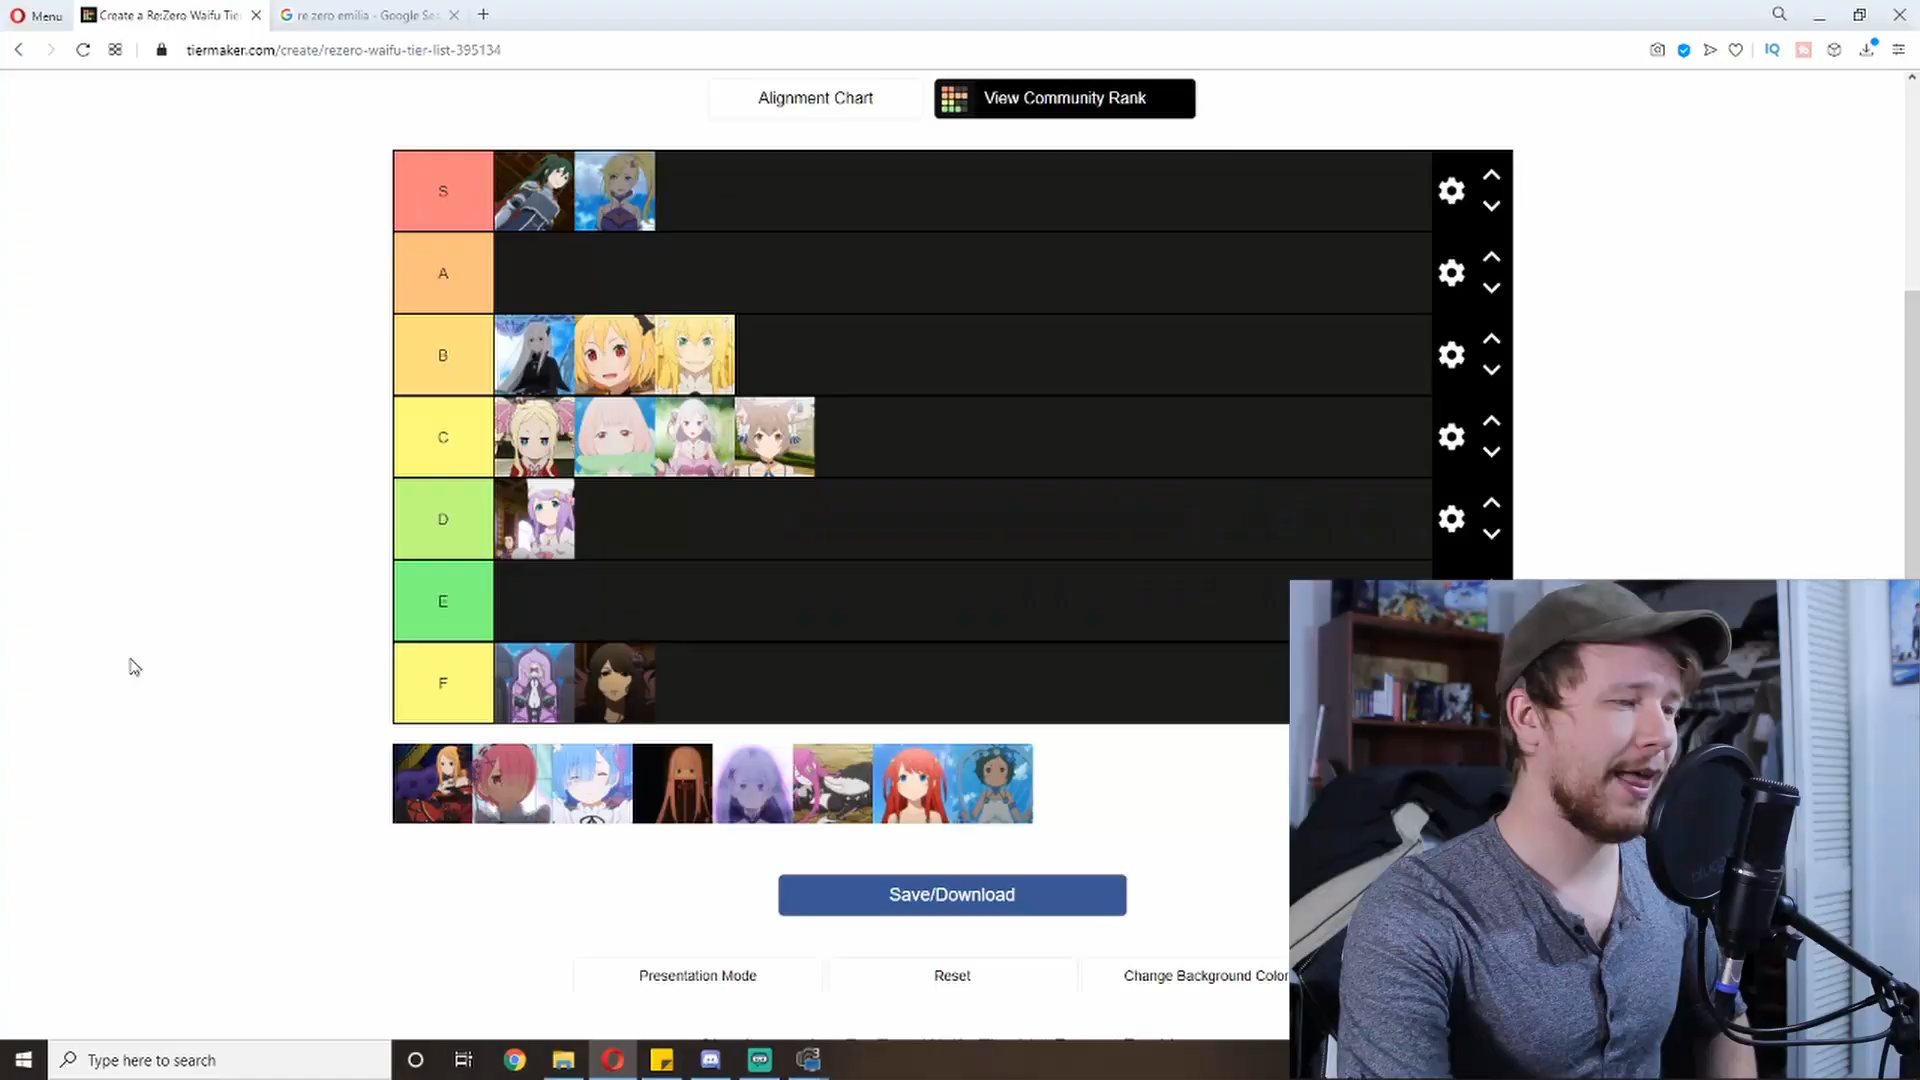 Menu
Create a Re:Zero Waifu Tie
re zero emilia - Google Se
tiermaker.com/create/rezero-waifu-tier-list-395134
IQ
Alignment Chart
View Community Rank
S
A
B
C
D
E
F
Save/Download
Presentation Mode
Reset
Change Background Color
Type here to search